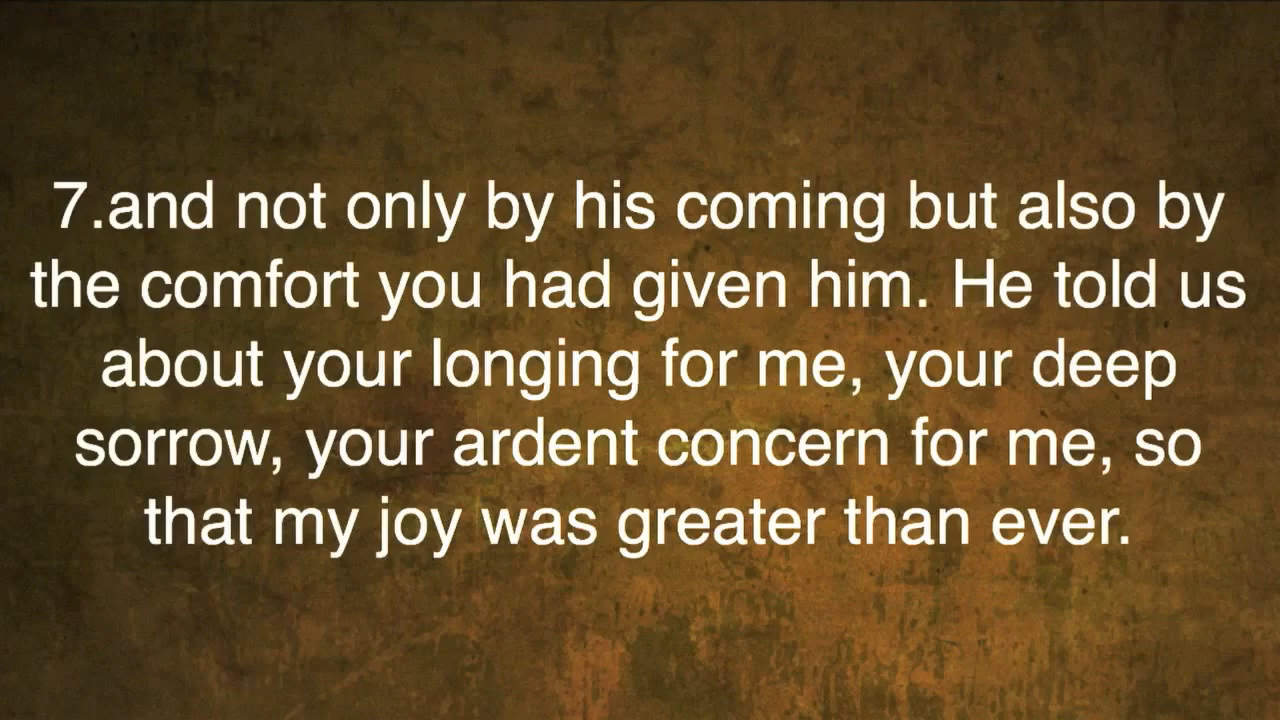 7.and not only by his coming but also by
the comfort you had given him. He told us
about your longing for me, your deep
sorrow, your ardent concern for me, so
that my joy was greater than ever.